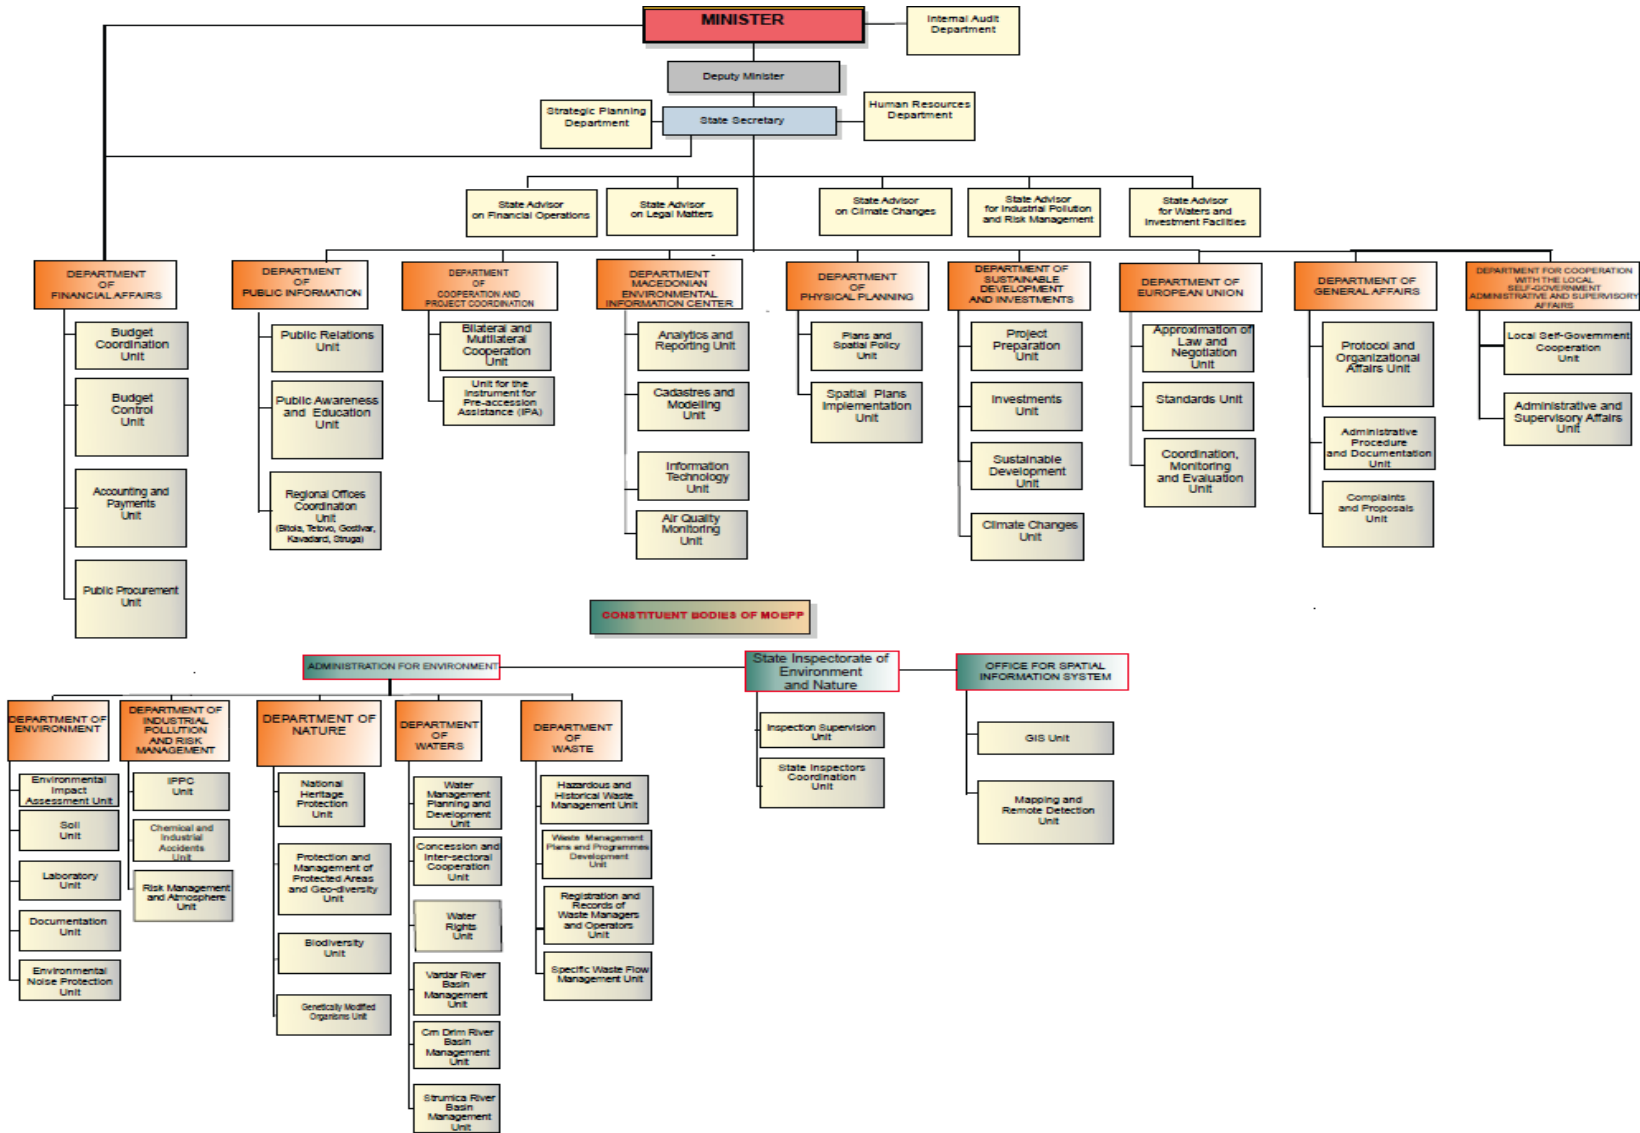 MINISTER
Internal Audit
Department
Deputy Minister
Strategic Planning
Department
State Secretary
Human Resources
Department
State Advisor
on Financial Operations
State Advisor
on Legal Matters
State Advisor
on Climate Changes
State Advisor
for Industrial Pollution
and Risk Management
State Advisor
for Waters and
Investment Facilities
DEPARTMENT
OF
FINANCIAL AFFAIRS
Budget
Coordination
Unit
Budget
Control
Unit
Accounting and
Payments
Unit
Public Procurement
Unit
DEPARTMENT
OF
PUBLIC INFORMATION
Public Relations
Unit
Public Awareness
and Education
Unit
Regional Offices
Coordination
Unit
(Bitola, Tetovo, Gostivar,
Kavadarci, Struga)
DEPARTMENT
OF
COOPERATION AND
PROJECT COORDINATION
Bilateral and
Multilateral
Cooperation
Unit
Unit for the
Instrument for
Pre-accession
Assistance (IPA)
DEPARTMENT
MACEDONIAN
ENVIRONMENTAL
INFORMATION CENTER
Analytics and
Reporting Unit
Cadastres and
Modelling
Unit
Information
Technology
Unit
Air Quality
Monitoring
Unit
DEPARTMENT
OF
PHYSICAL PLANNING
Plans and
Spatial Policy
Unit
Spatial Plans
Implementation
Unit
DEPARTMENT OF
SUSTAINABLE
DEVELOPMENT
AND INVESTMENTS
Project
Preparation
Unit
Investments
Unit
Sustainable
Development
Unit
Climate Changes
Unit
DEPARTMENT OF
EUROPEAN UNION
Approximation of
Law and
Negotiation
Unit
Standards Unit
Coordination,
Monitoring
and Evaluation
Unit
DEPARTMENT OF
GENERAL AFFAIRS
Protocol and
Organizational
Affairs Unit
Administrative
Procedure
and Documentation
Unit
Complaints
and Proposals
Unit
DEPARTMENT FOR COOPERATION
WITH THE LOCAL
SELF-GOVERNMENT
ADMINISTRATIVE AND SUPERVISORY
AFFAIRS
Local Self-Government
Cooperation
Unit
Administrative and
Supervisory Affairs
Unit
CONSTITUENT BODIES OF MOEPP
ADMINISTRATION FOR ENVIRONMENT
State Inspectorate of
Environment
and Nature
OFFICE FOR SPATIAL
INFORMATION SYSTEM
DEPARTMENT OF
ENVIRONMENT
Environmental
Impact
Assessment Unit
Soil
Unit
Laboratory
Unit
Documentation
Unit
Environmental
Noise Protection
Unit
DEPARTMENT OF
INDUSTRIAL
POLLUTION
AND RISK
MANAGEMENT
IPPC
Unit
Chemical and
Industrial
Accidents
Unit
Risk Management
and Atmosphere
Unit
DEPARTMENT OF
NATURE
National
Heritage
Protection
Unit
Protection and
Management of
Protected Areas
and Geo-diversity
Unit
Biodiversity
Unit
Genetically Modified
Organisms Unit
DEPARTMENT
OF
WATERS
Water
Management
Planning and
Development
Unit
Concession and
Inter-sectoral
Cooperation
Unit
Water
Rights
Unit
Vardar River
Basin
Management
Unit
Crn Drim River
Basin
Management
Unit
Strumica River
Basin
Management
Unit
DEPARTMENT
OF
WASTE
Hazardous and
Historical Waste
Management Unit
Waste Management
Plans and Programmes
Development
Unit
Registration and
Records of
Waste Managers
and Operators
Unit
Specific Waste Flow
Management Unit
Inspection Supervision
Unit
State Inspectors
Coordination
Unit
GIS Unit
Mapping and
Remote Detection
Unit